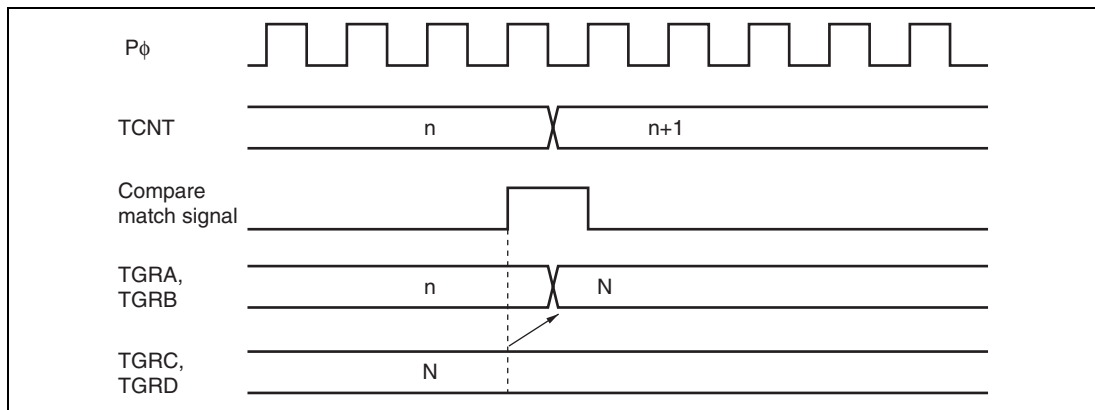 Pϕ
TCNT
n
n+1
Compare
match signal
TGRA,
TGRB
n
N
TGRC,
TGRD
N